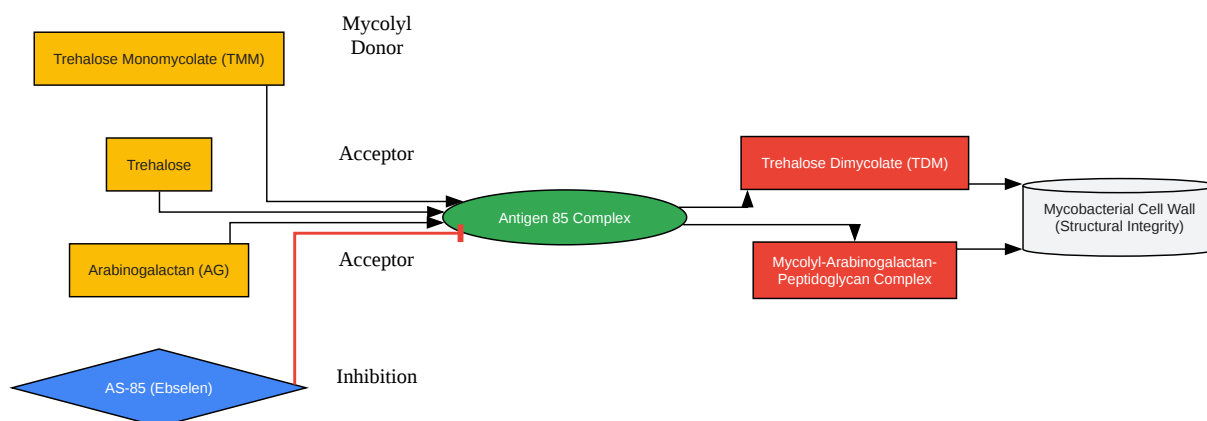 Mycolyl
Donor
Trehalose Monomycolate (TMM)
Trehalose
Acceptor
Trehalose Dimycolate (TDM)
Antigen 85 Complex
Mycobacterial Cell Wall
(Structural Integrity)
Arabinogalactan (AG)
Acceptor
Mycolyl-Arabinogalactan-
Peptidoglycan Complex
AS-85 (Ebselen)
Inhibition